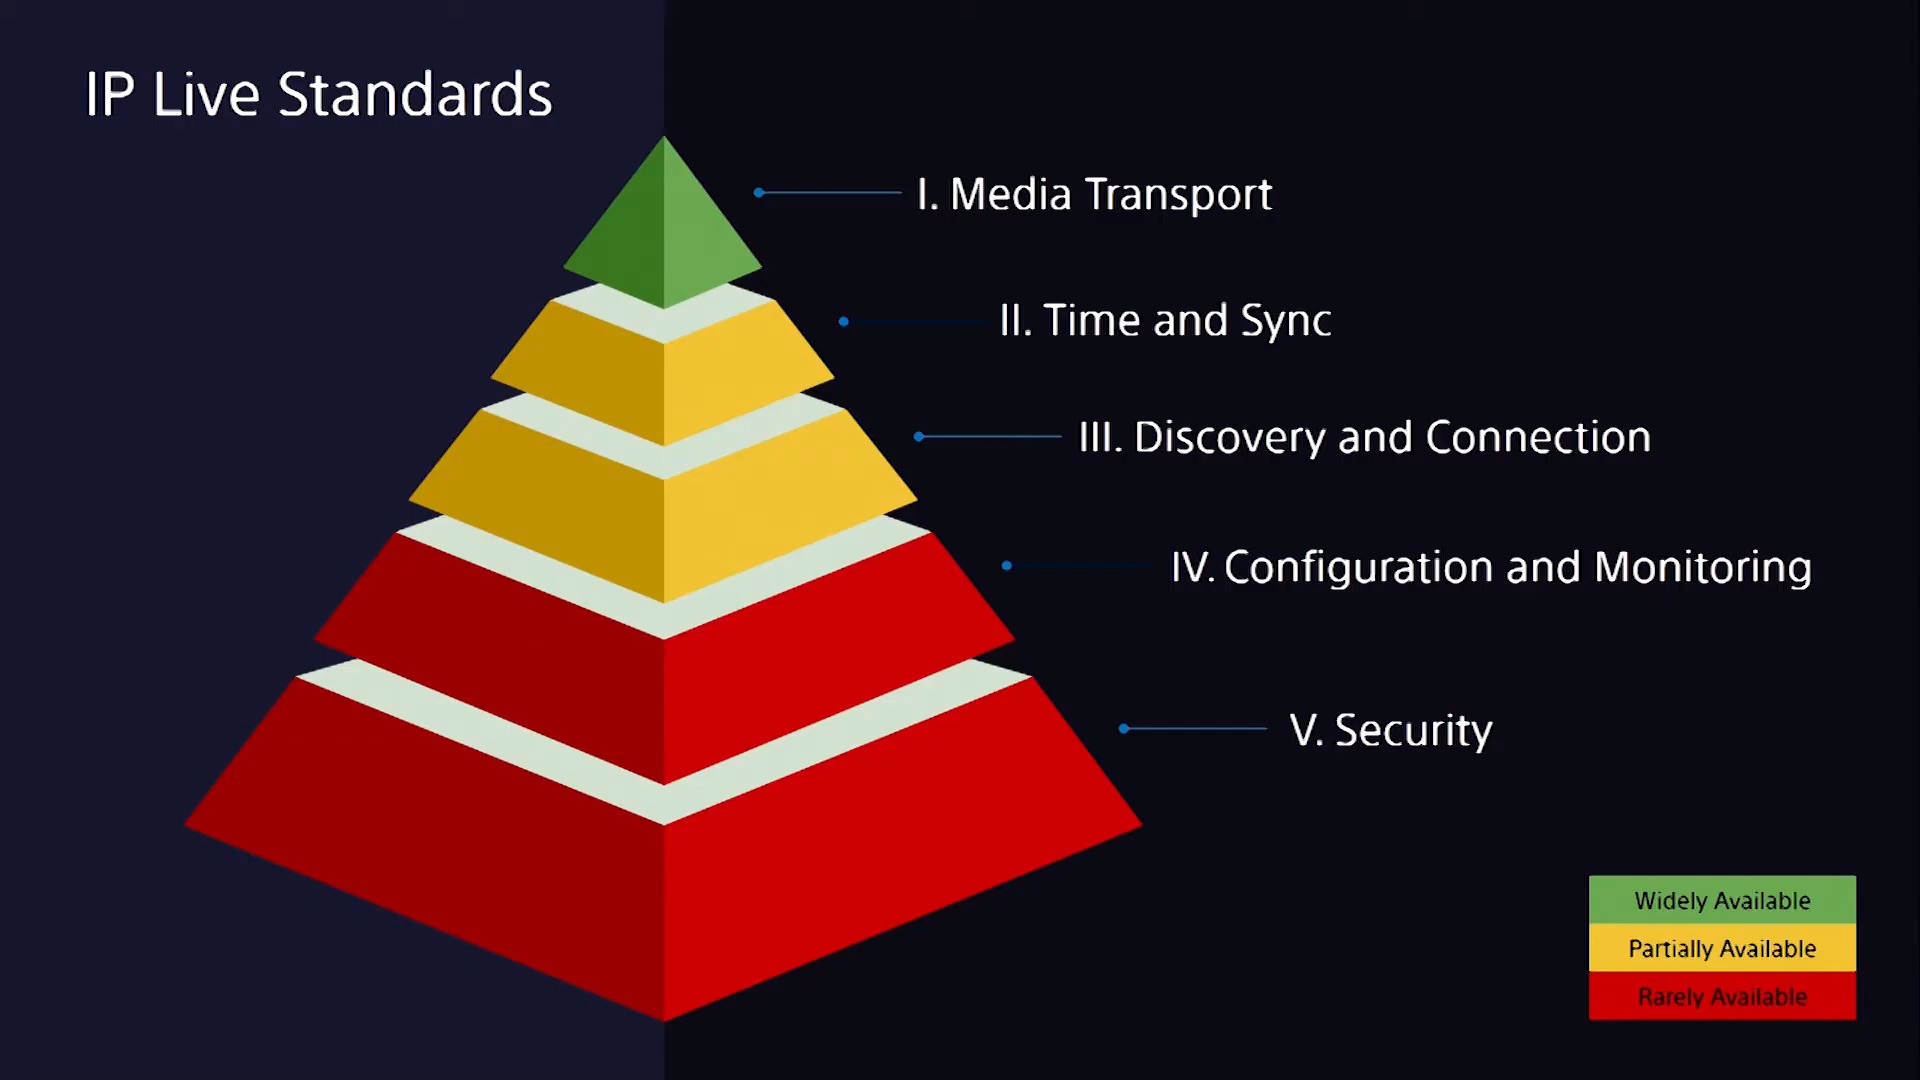 IP Live Standards
I. Media Transport
II. Time and Sync
III. Discovery and Connection
IV. Configuration and Monitoring
V. Security
Widely Available
Partially Available
Rarely Available